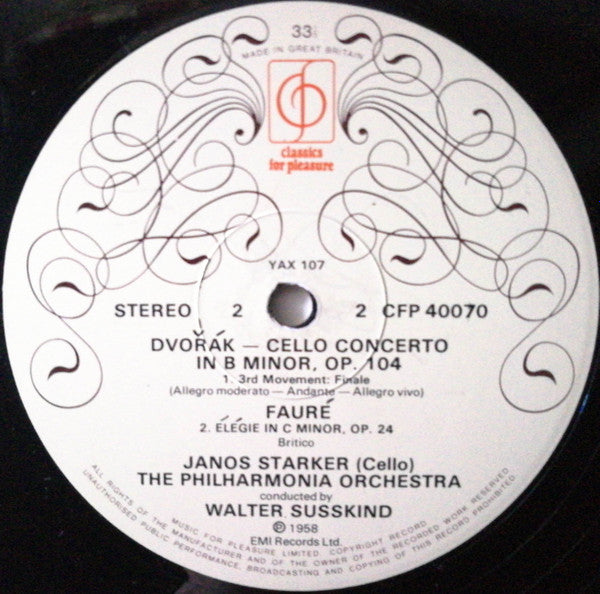 33⅓
MADE IN GREAT BRITAIN
classics
for pleasure
YAX 107
STEREO 2 2 CFP 40070
DVOŘÁK — CELLO CONCERTO
IN B MINOR, OP. 104
1. 3rd Movement: Finale
(Allegro moderato — Andante — Allegro vivo)
FAURÉ
2. ÉLÉGIE IN C MINOR, OP. 24
Britico
JANOS STARKER (Cello)
THE PHILHARMONIA ORCHESTRA
conducted by
WALTER SUSSKIND
℗ 1958
EMI Records Ltd.
MUSIC FOR PLEASURE LIMITED. COPYRIGHT RECORD
ALL RIGHTS OF THE MANUFACTURER AND OF THE OWNER OF THE RECORDED WORK RESERVED
UNAUTHORISED PUBLIC PERFORMANCE, BROADCASTING AND COPYING OF THIS RECORD PROHIBITED